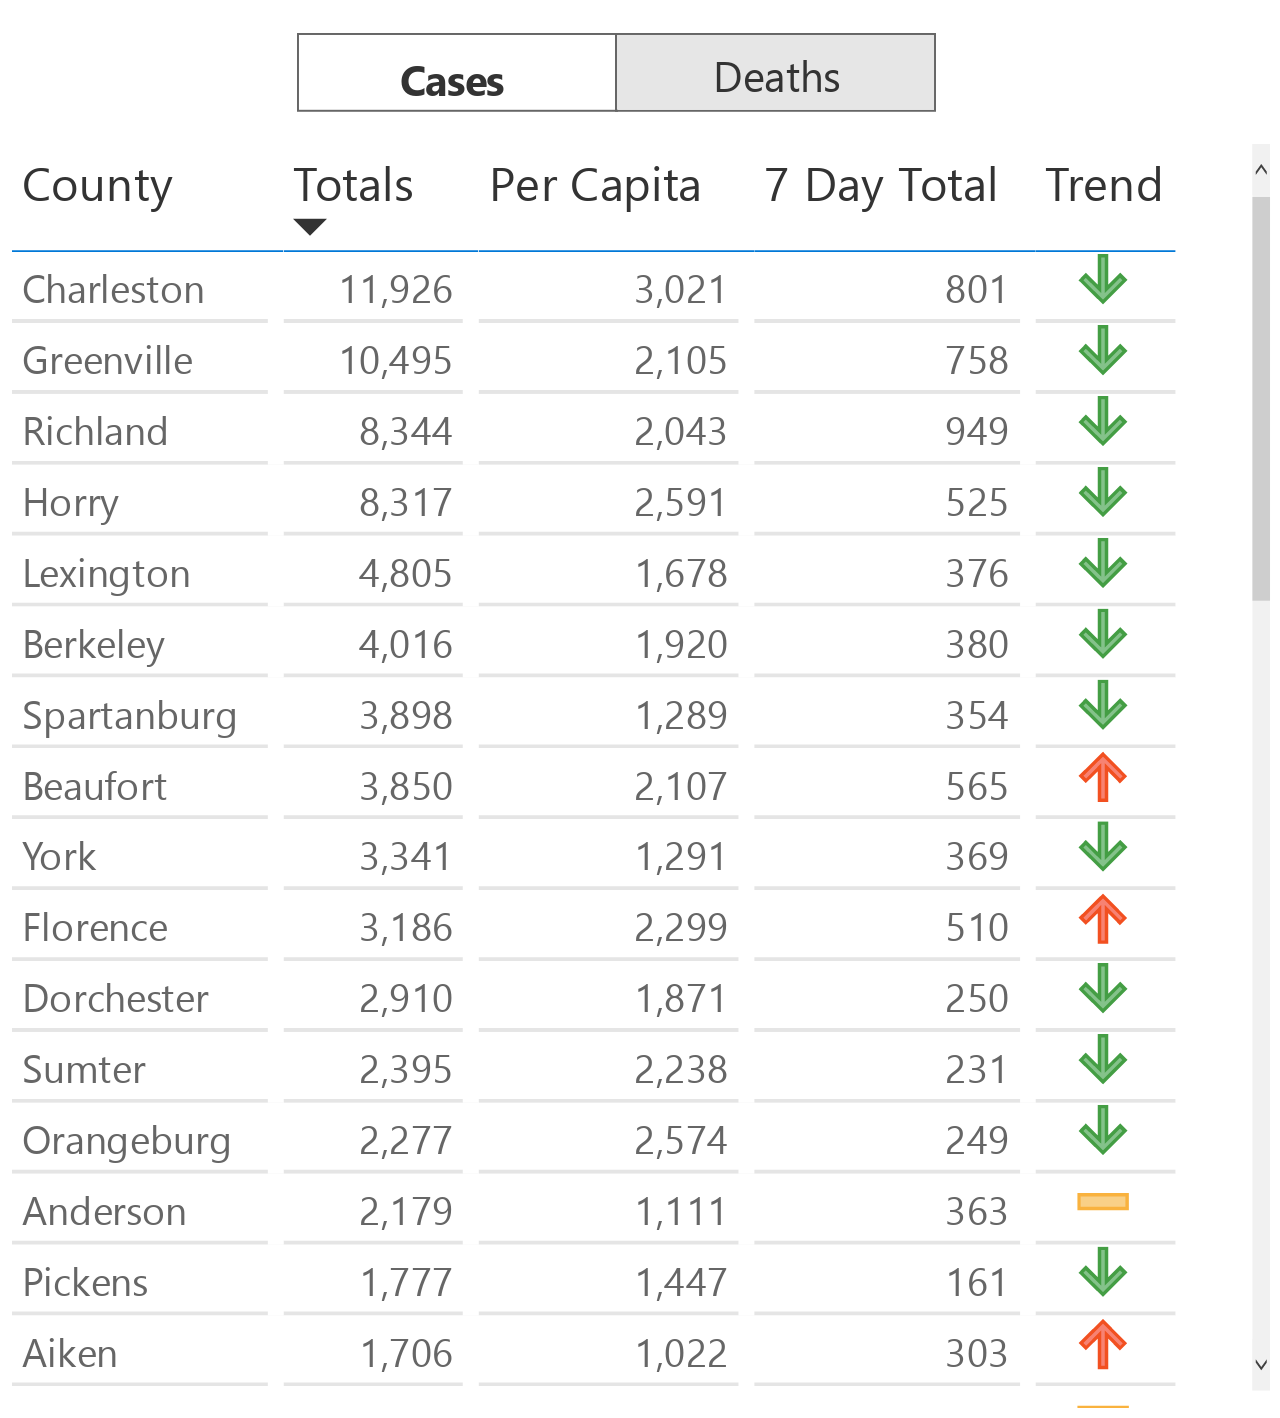 Cases Deaths
County Totals Per Capita 7 Day Total Trend
Charleston 11,926 3,021 801
Greenville 10,495 2,105 758
Richland 8,344 2,043 949
Horry 8,317 2,591 525
Lexington 4,805 1,678 376
Berkeley 4,016 1,920 380
Spartanburg 3,898 1,289 354
Beaufort 3,850 2,107 565
York 3,341 1,291 369
Florence 3,186 2,299 510
Dorchester 2,910 1,871 250
Sumter 2,395 2,238 231
Orangeburg 2,277 2,574 249
Anderson 2,179 1,111 363
Pickens 1,777 1,447 161
Aiken 1,706 1,022 303